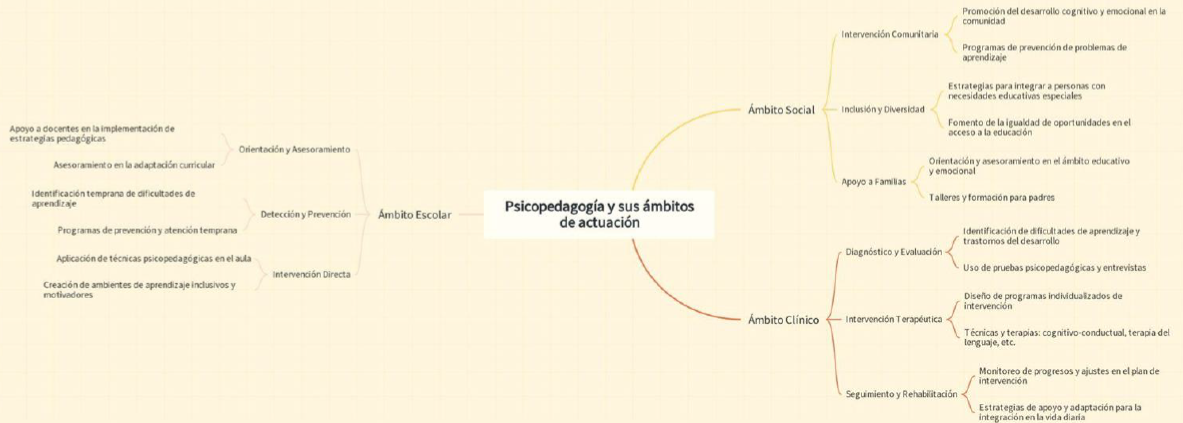 Psicopedagogía y sus ámbitos
de actuación
Ámbito Social
Intervención Comunitaria
Promoción del desarrollo cognitivo y emocional en la
comunidad
Programas de prevención de problemas de
aprendizaje
Inclusión y Diversidad
Estrategias para integrar a personas con
necesidades educativas especiales
Fomento de la igualdad de oportunidades en el
acceso a la educación
Apoyo a Familias
Orientación y asesoramiento en el ámbito educativo
y emocional
Talleres y formación para padres
Ámbito Clínico
Diagnóstico y Evaluación
Identificación de dificultades de aprendizaje y
trastornos del desarrollo
Uso de pruebas psicopedagógicas y entrevistas
Intervención Terapéutica
Diseño de programas individualizados de
intervención
Técnicas y terapias: cognitivo-conductual, terapia del
lenguaje, etc.
Seguimiento y Rehabilitación
Monitoreo de progresos y ajustes en el plan de
intervención
Estrategias de apoyo y adaptación para la
integración en la vida diaria
Ámbito Escolar
Orientación y Asesoramiento
Apoyo a docentes en la implementación de
estrategias pedagógicas
Asesoramiento en la adaptación curricular
Detección y Prevención
Identificación temprana de dificultades de
aprendizaje
Programas de prevención y atención temprana
Intervención Directa
Aplicación de técnicas psicopedagógicas en el aula
Creación de ambientes de aprendizaje inclusivos y
motivadores